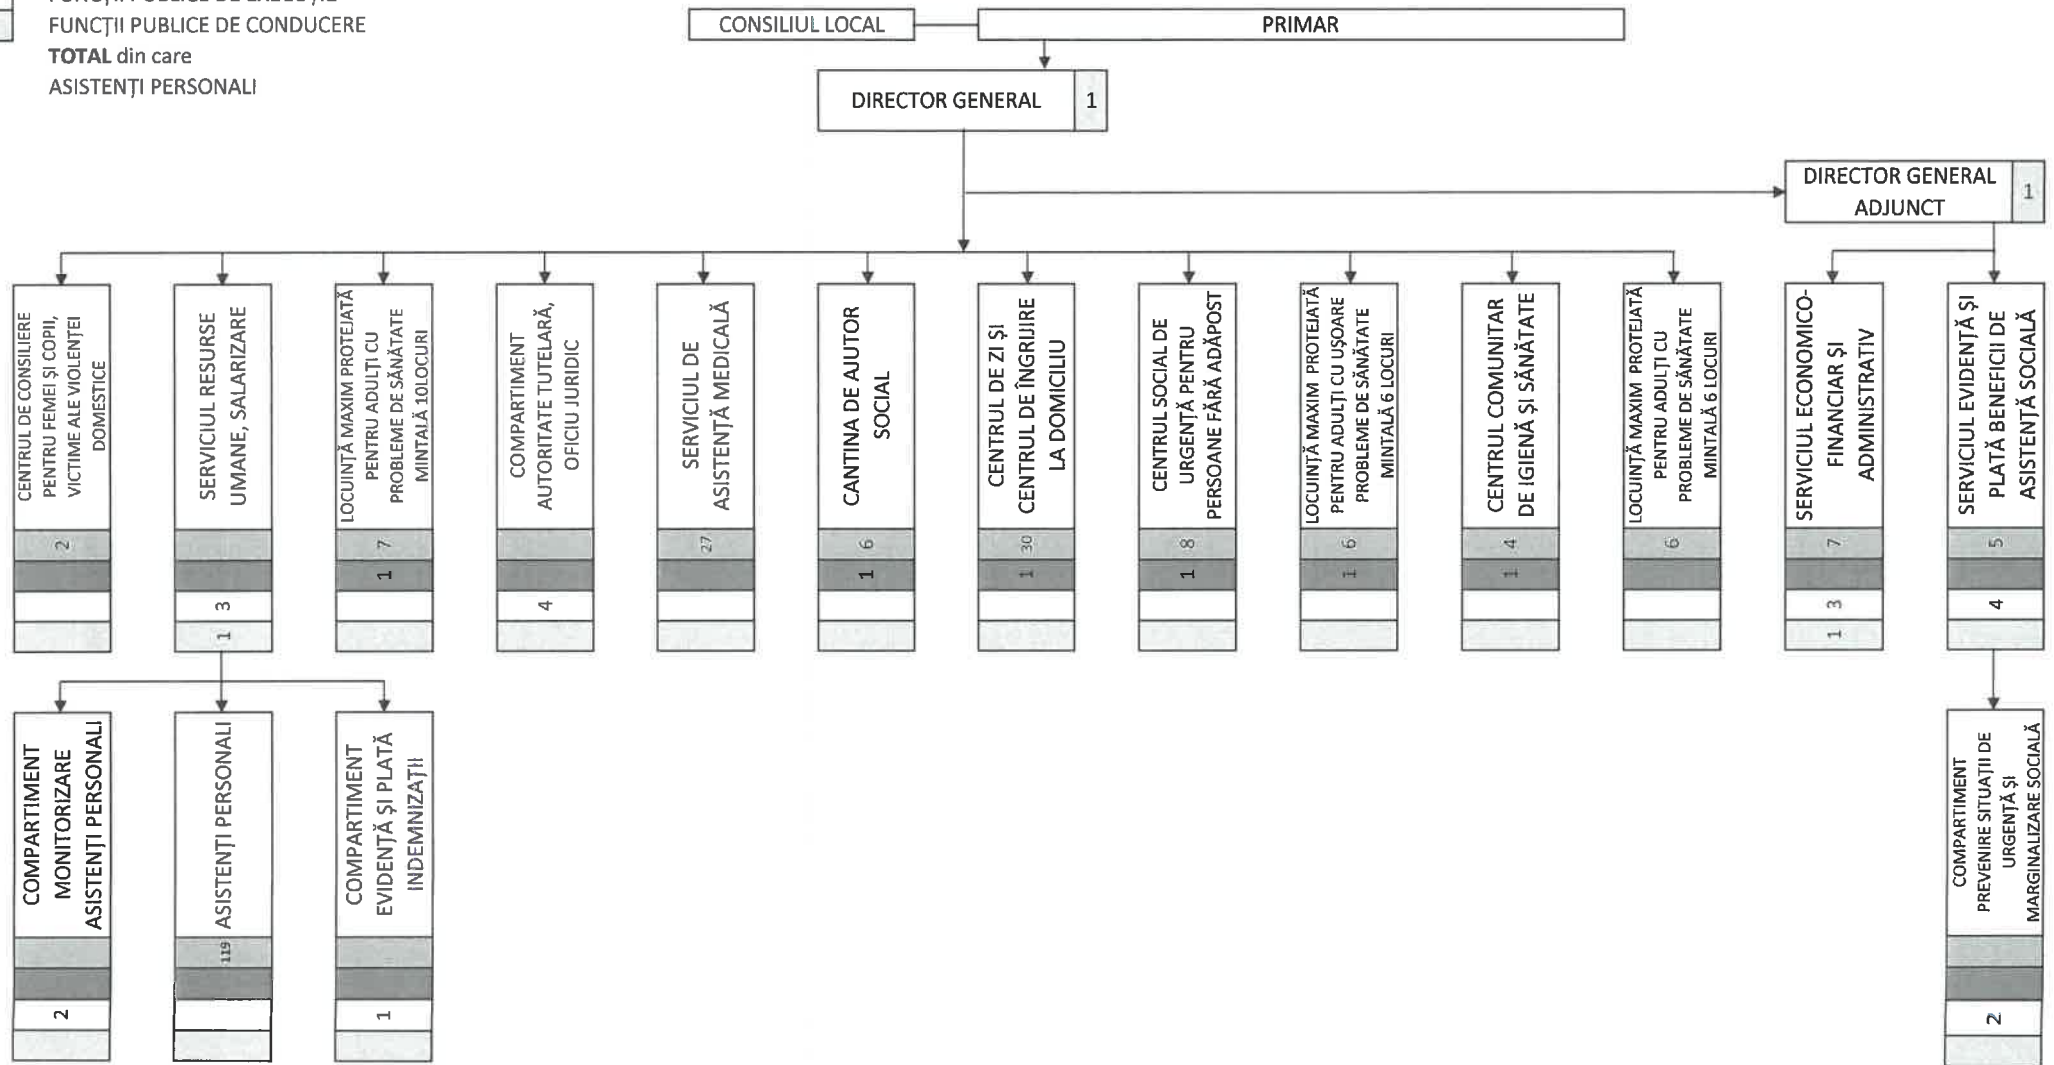 FUNCȚII PUBLICE DE CONDUCERE
TOTAL din care
ASISTENȚI PERSONALI
CONSILIUL LOCAL
PRIMAR
DIRECTOR GENERAL
1
DIRECTOR GENERAL
ADJUNCT
1
CENTRUL DE CONSILIERE
PENTRU FEMEI ȘI COPII,
VICTIME ALE VIOLENȚEI
DOMESTICE
2
SERVICIUL RESURSE
UMANE, SALARIZARE
3
1
LOCUINȚĂ MAXIM PROTEJATĂ
PENTRU ADULȚI CU
PROBLEME DE SĂNĂTATE
MINTALĂ 10LOCURI
7
1
COMPARTIMENT
AUTORITATE TUTELARĂ,
OFICIU JURIDIC
4
SERVICIUL DE
ASISTENȚĂ MEDICALĂ
27
CANTINA DE AUTOR
SOCIAL
6
1
CENTRUL DE ZI ȘI
CENTRUL DE ÎNGRIJIRE
LA DOMICILIU
30
1
CENTRUL SOCIAL DE
URGENȚĂ PENTRU
PERSOANE FĂRĂ ADĂPOST
8
1
LOCUINȚĂ MAXIM PROTEJATĂ
PENTRU ADULȚI CU UȘOARE
PROBLEME DE SĂNĂTATE
MINTALĂ 6 LOCURI
6
1
CENTRUL COMUNITAR
DE IGIENĂ ȘI SĂNĂTATE
4
1
LOCUINȚĂ MAXIM PROTEJATĂ
PENTRU ADULȚI CU
PROBLEME DE SĂNĂTATE
MINTALĂ 6 LOCURI
6
SERVICIUL ECONOMICO-
FINANCIAR ȘI
ADMINISTRATIV
7
3
1
SERVICIUL EVIDENȚĂ ȘI
PLATĂ BENEFICII DE
ASISTENȚĂ SOCIALĂ
5
4
COMPARTIMENT
MONITORIZARE
ASISTENȚI PERSONALI
2
ASISTENȚI PERSONALI
119
COMPARTIMENT
EVIDENȚĂ ȘI PLATĂ
INDEMNIZAȚII
1
COMPARTIMENT
PREVENIRE SITUAȚII DE
URGENȚĂ ȘI
MARGINALIZARE SOCIALĂ
2